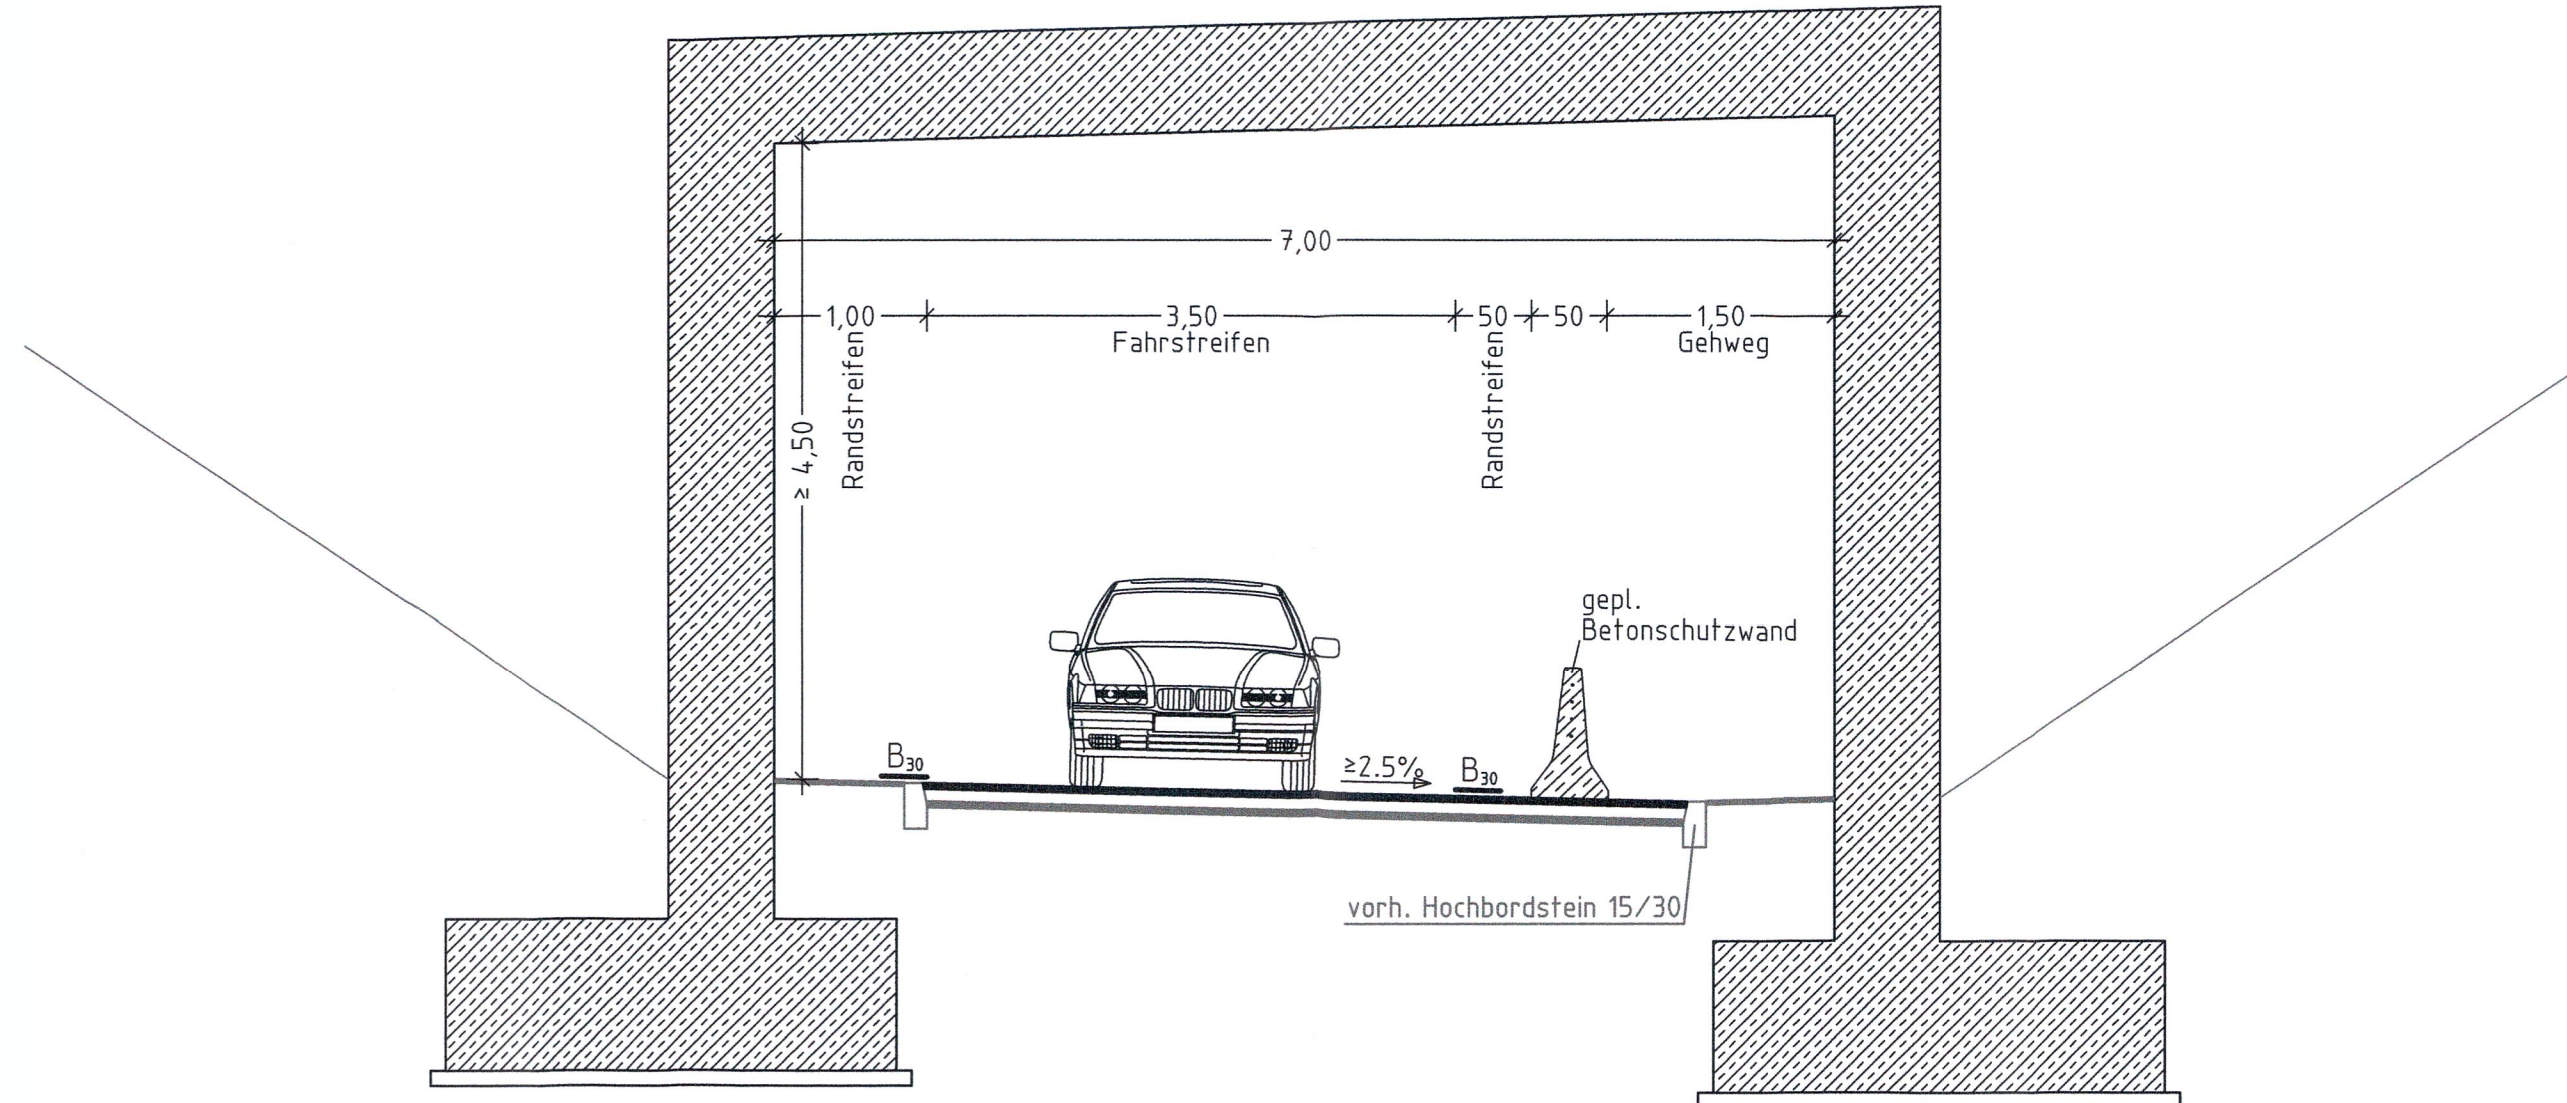 7,00
1,00
3,50
50
50
1,50
Fahrstreifen
Gehweg
Randstreifen
Randstreifen
≥ 4,50
gepl.
Betonschutzwand
B30
≥2.5%
B30
vorh. Hochbordstein 15/30